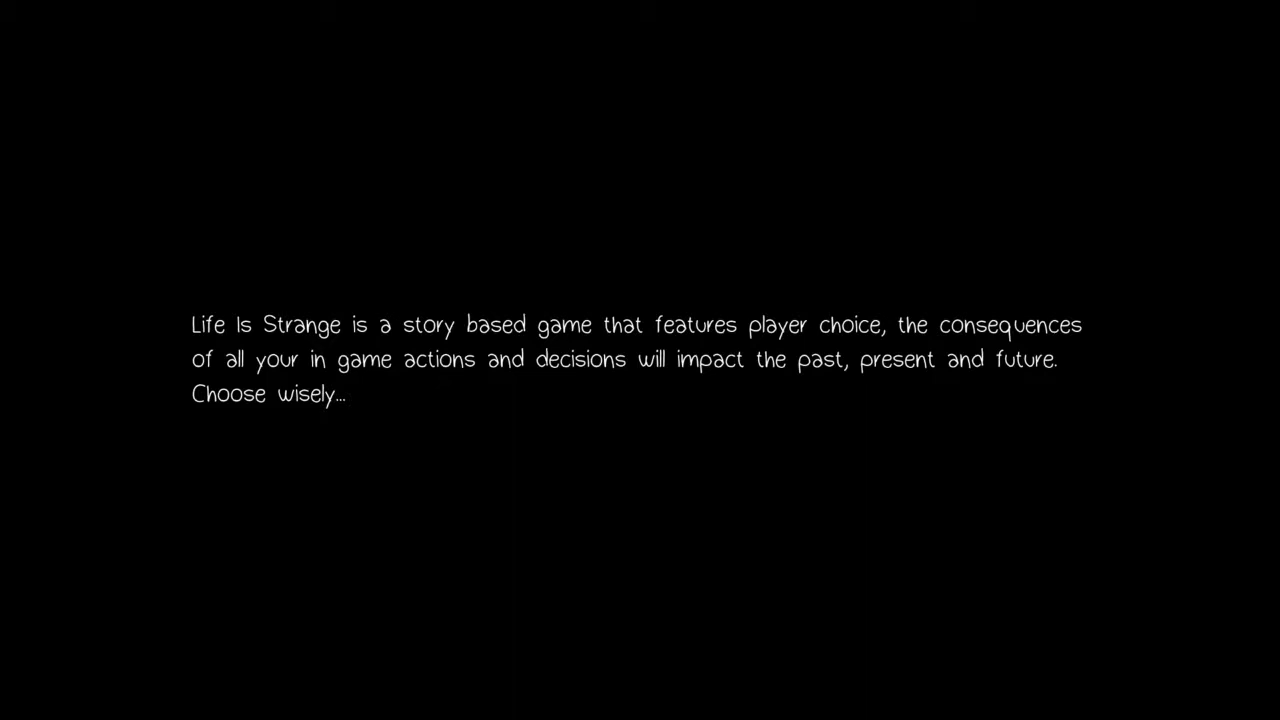 Life Is Strange is a story based game that features player choice, the consequences
of all your in game actions and decisions will impact the past, present and future.
Choose wisely...